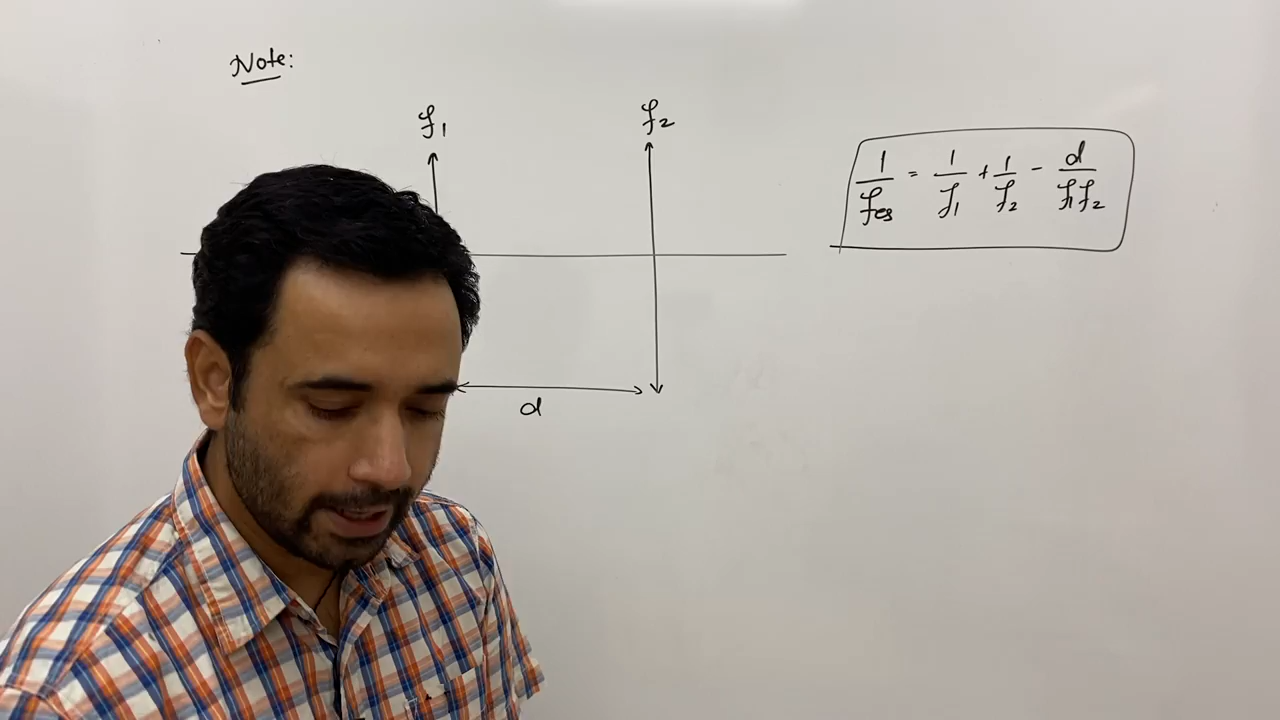 Note:
f1 f2
1/feq = 1/f1 + 1/f2 - d/f1f2
d